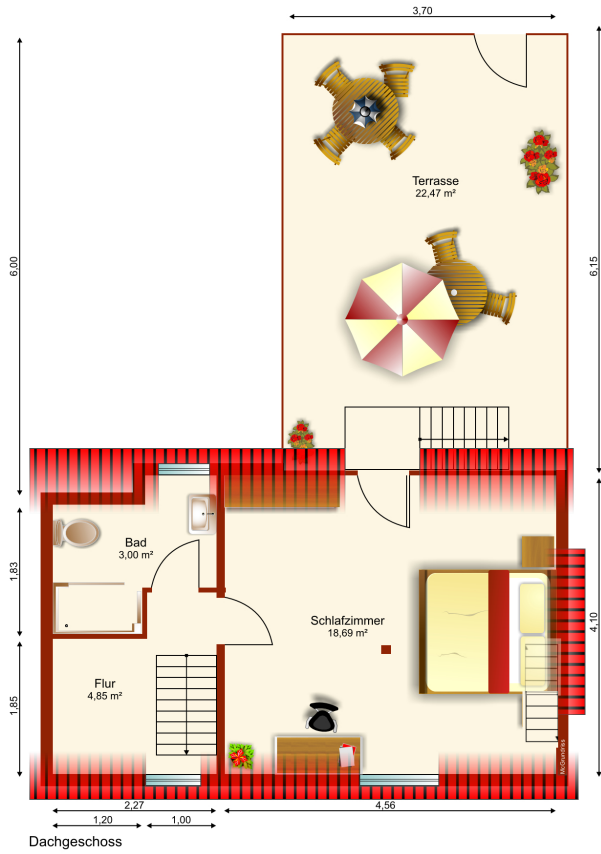 3,70
6,00
6,15
Terrasse
22,47 m²
Bad
3,00 m²
1,83
4,10
Schlafzimmer
18,69 m²
Flur
4,85 m²
1,85
McGrundriss
2,27
4,56
1,20
1,00
Dachgeschoss